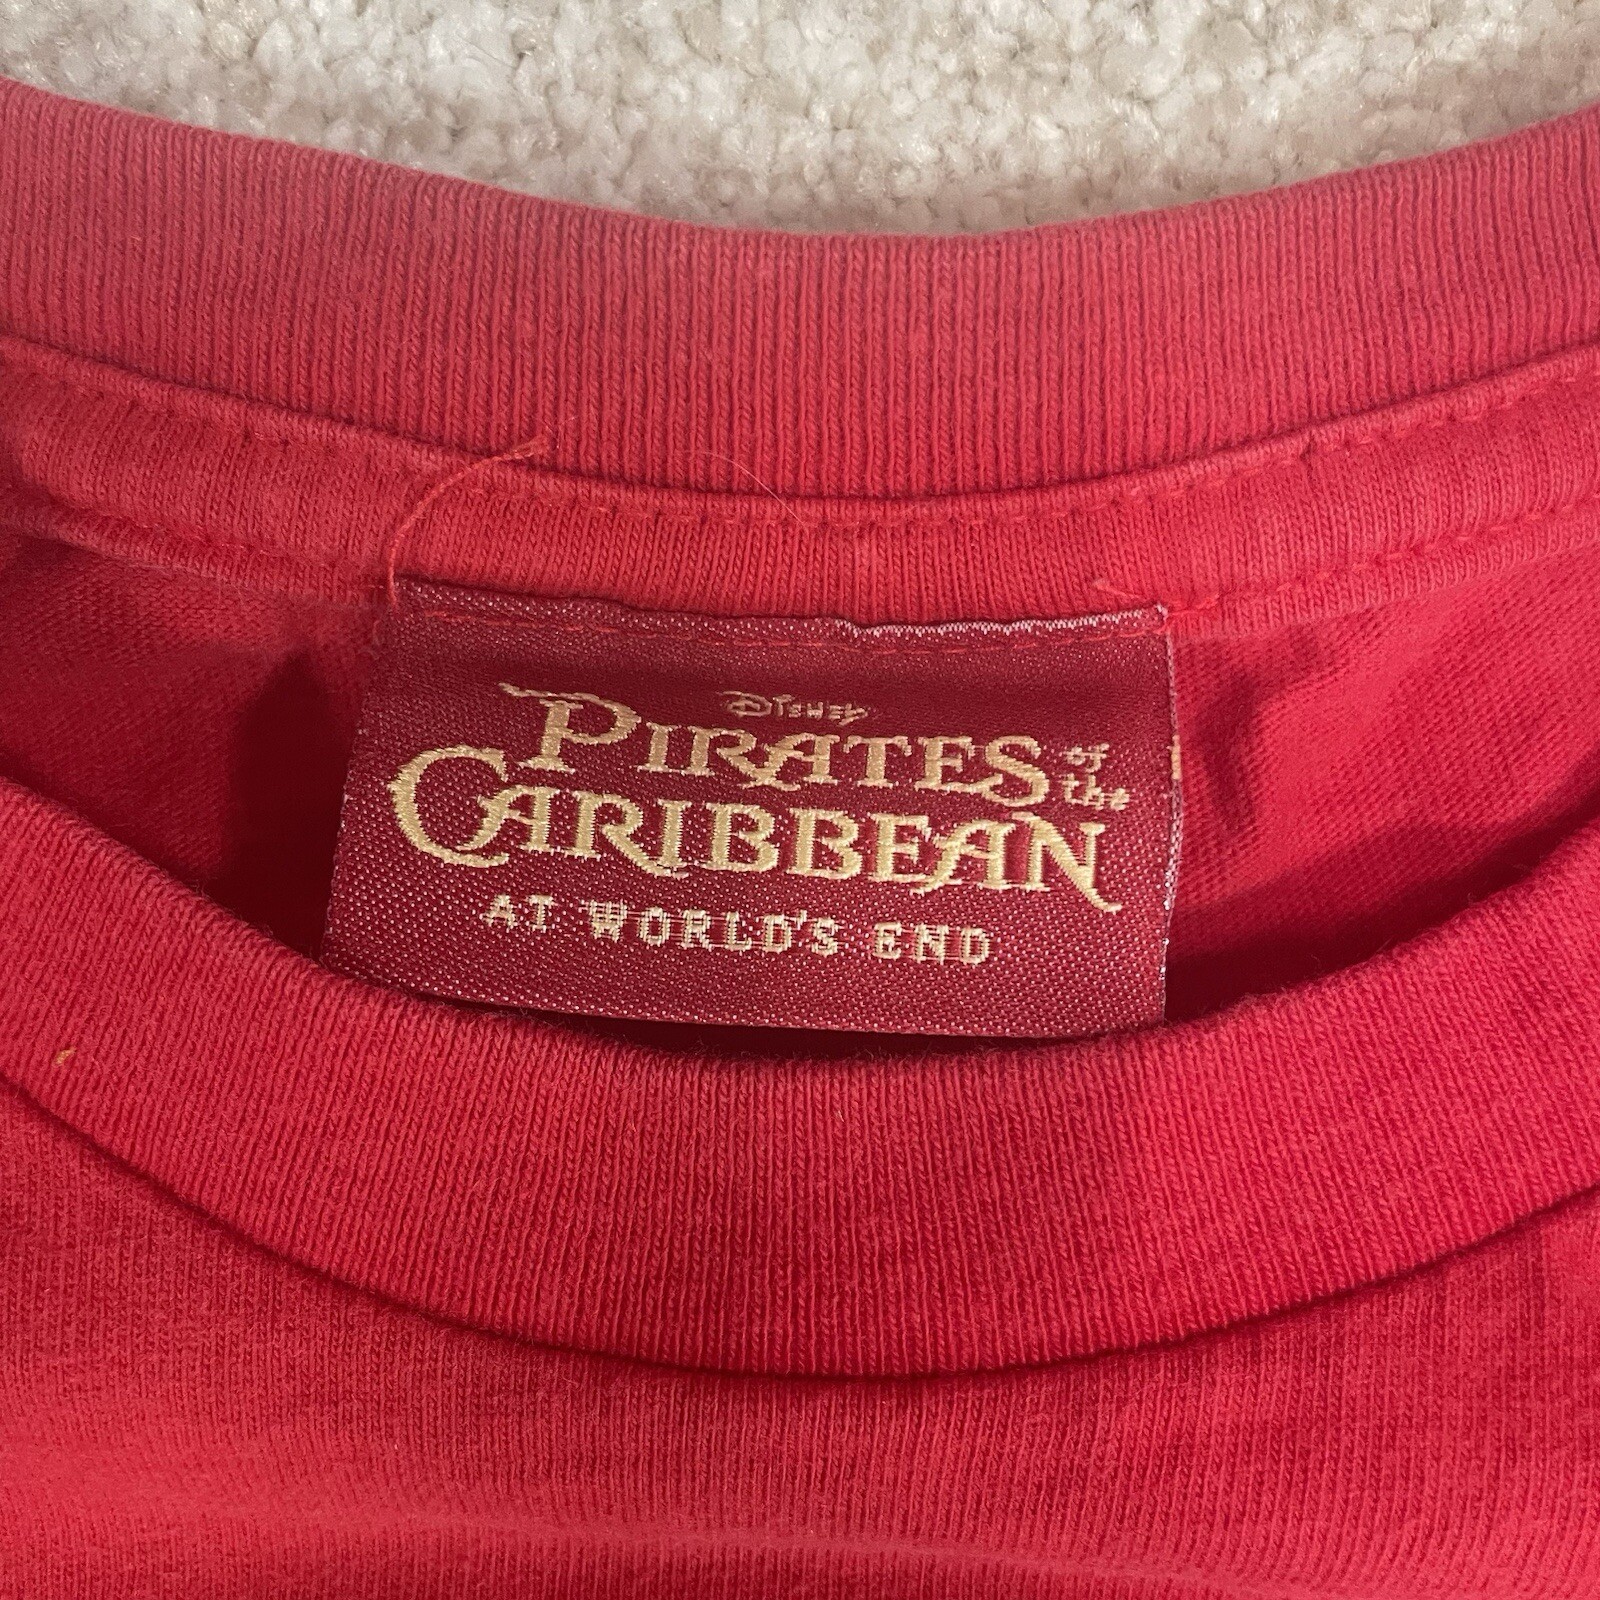 Disney
PIRATES of the
CARIBBEAN
AT WORLD'S END